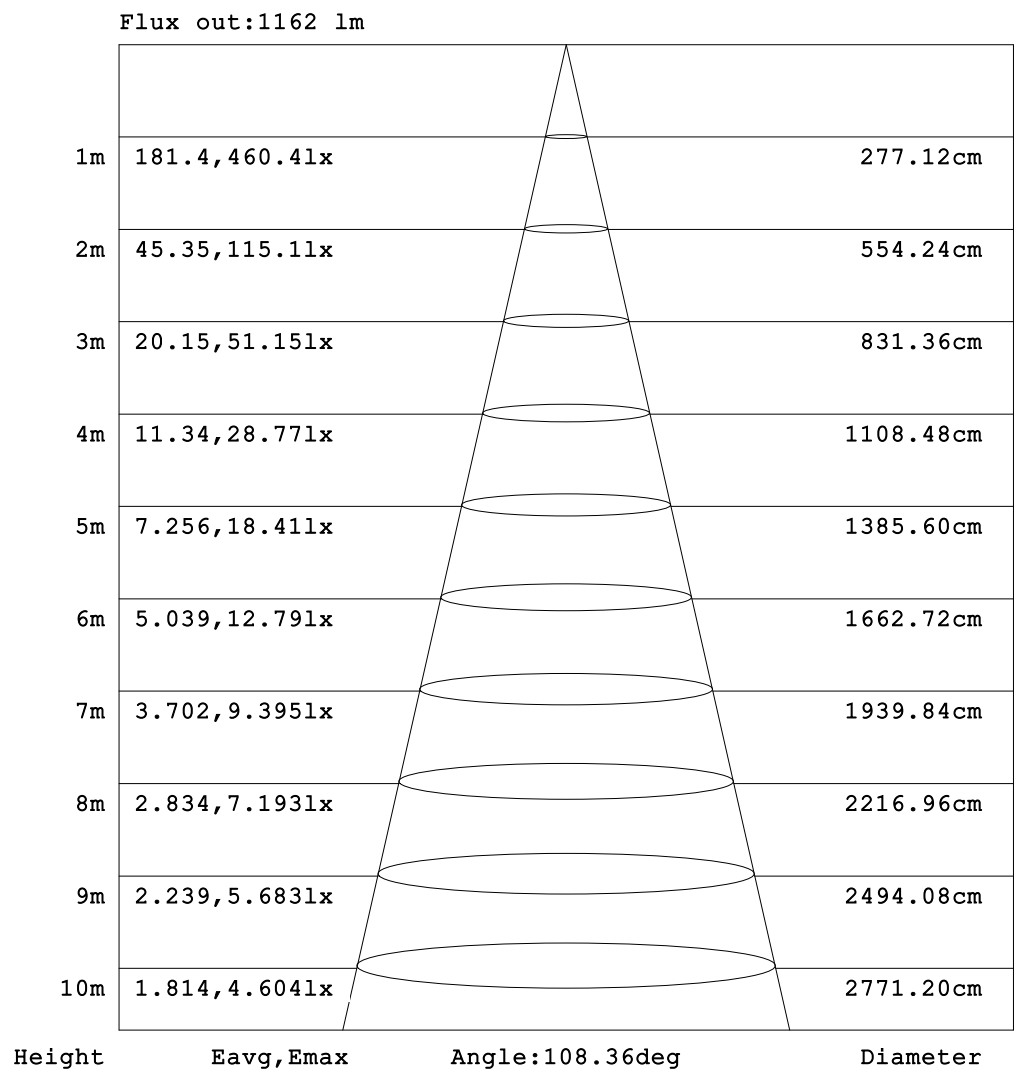 Flux out:1162 lm
1m 181.4,460.4lx 277.12cm
2m 45.35,115.1lx 554.24cm
3m 20.15,51.15lx 831.36cm
4m 11.34,28.77lx 1108.48cm
5m 7.256,18.41lx 1385.60cm
6m 5.039,12.79lx 1662.72cm
7m 3.702,9.395lx 1939.84cm
8m 2.834,7.193lx 2216.96cm
9m 2.239,5.683lx 2494.08cm
10m 1.814,4.604lx 2771.20cm
Height Eavg,Emax Angle:108.36deg Diameter